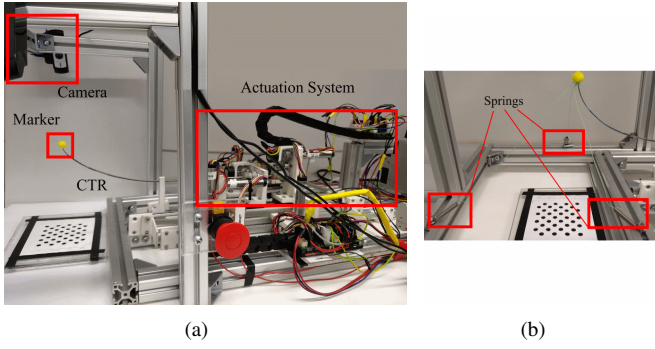 Camera
Actuation System
Marker
CTR
Springs
(a)
(b)